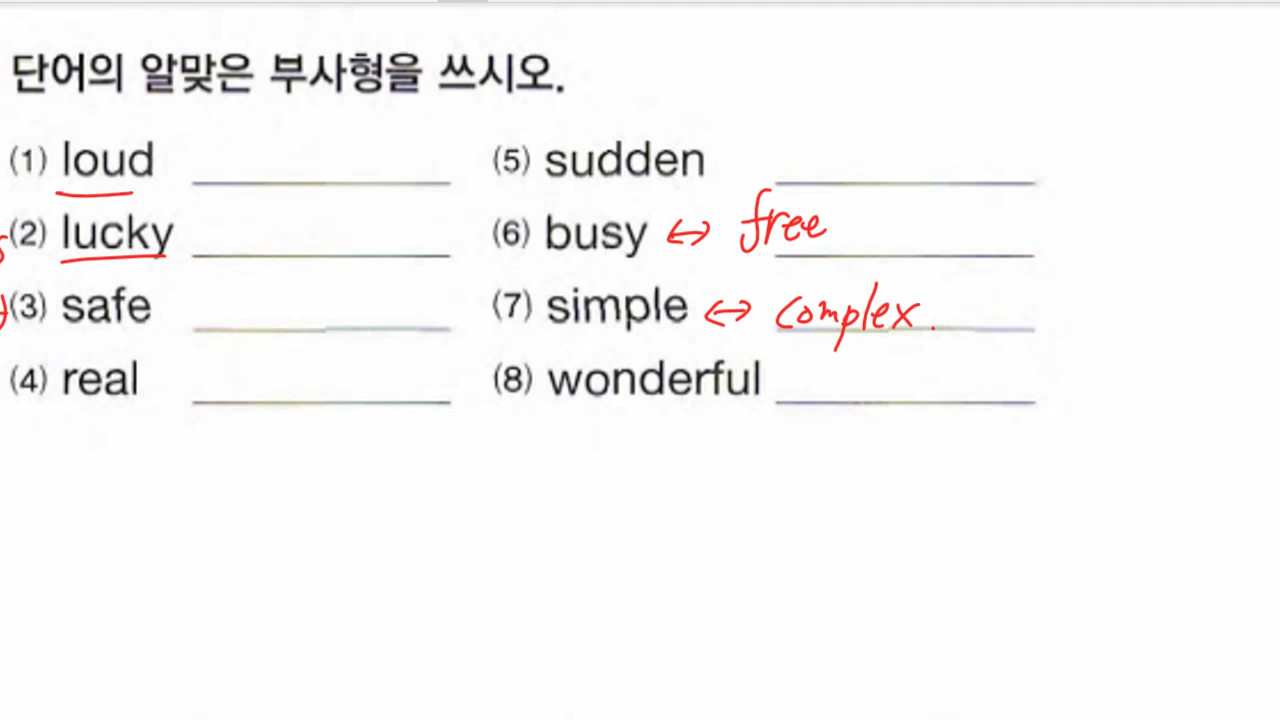 단어의 알맞은 부사형을 쓰시오.
(1) loud
(2) lucky
(3) safe
(4) real
(5) sudden
(6) busy ↔ free
(7) simple ↔ complex.
(8) wonderful